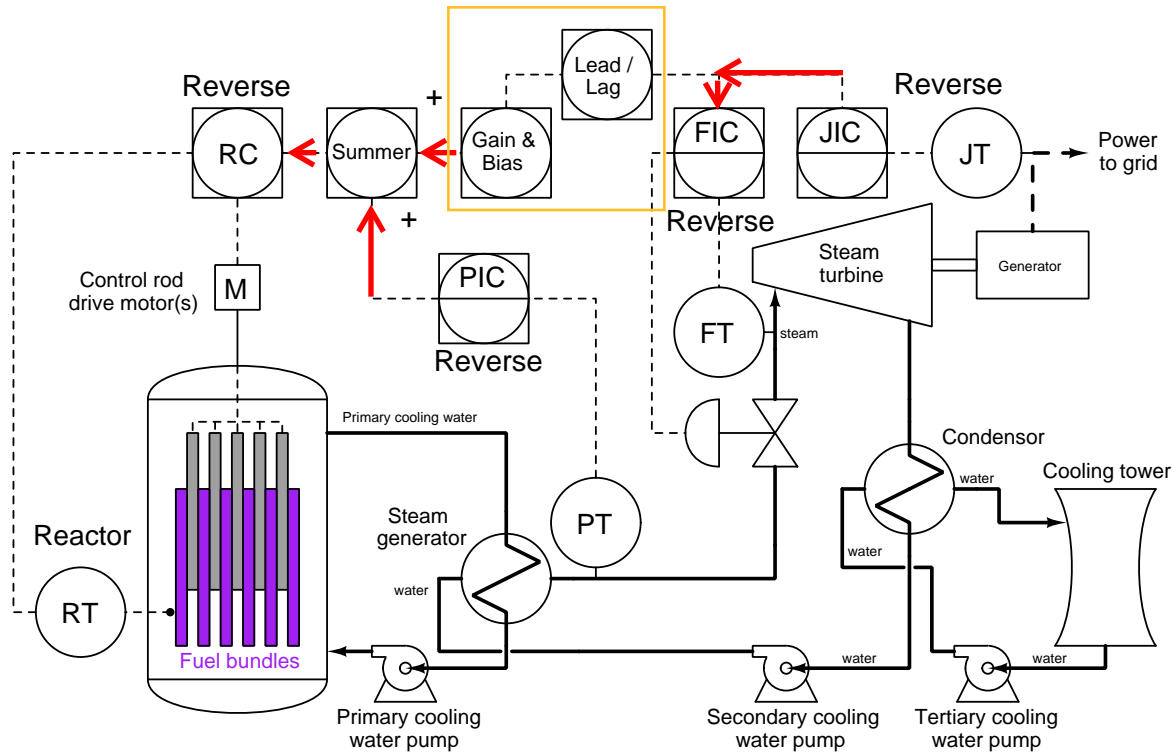 Lead /
Lag
Reverse
Reverse
+
RC
Summer
Gain &
Bias
FIC
JIC
JT
Power
to grid
+
Reverse
Steam
turbine
Generator
Control rod
drive motor(s)
M
PIC
Reverse
FT
steam
Primary cooling water
Condensor
Cooling tower
water
Steam
generator
PT
water
Reactor
water
RT
Fuel bundles
water
water
Primary cooling
water pump
Secondary cooling
water pump
Tertiary cooling
water pump